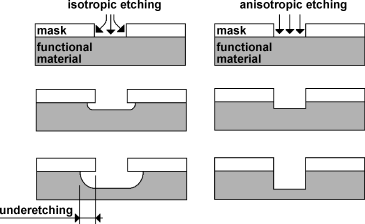 isotropic etching
anisotropic etching
mask
functional
material
mask
functional
material
underetching